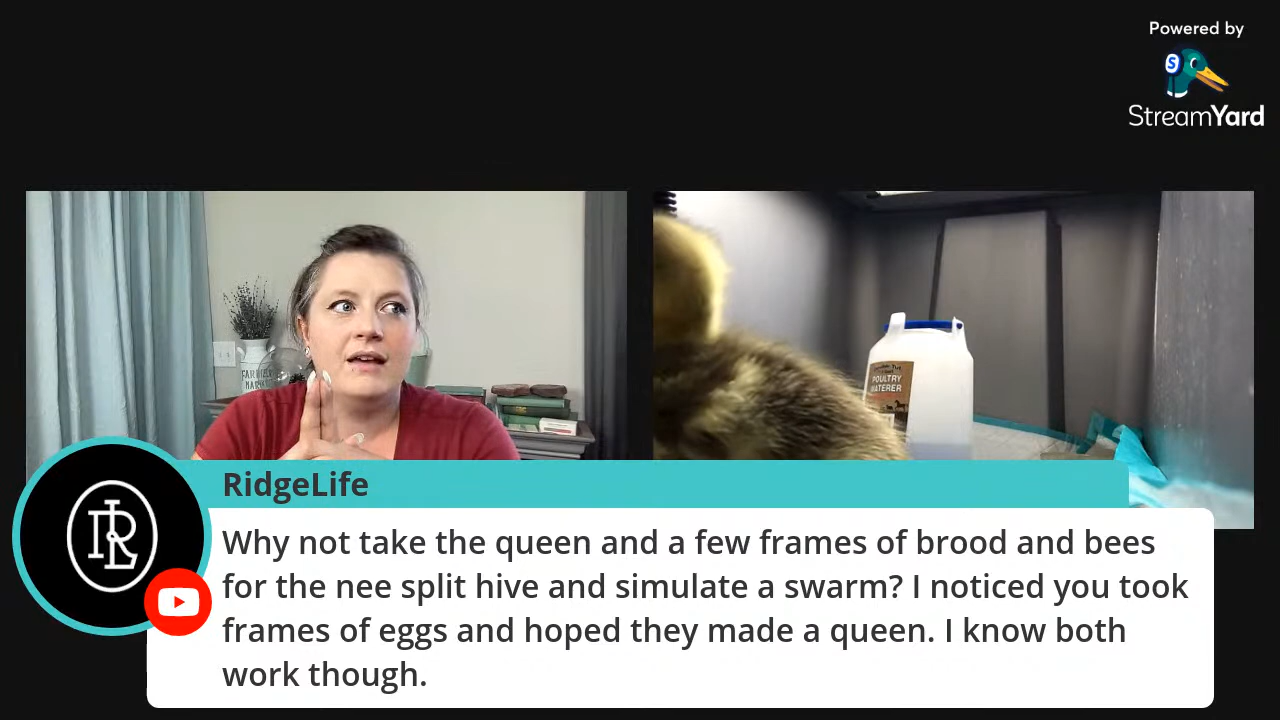 Powered by
S
StreamYard
FARMERS
MARKET
POULTRY
WATERER
RidgeLife
Why not take the queen and a few frames of brood and bees
for the nee split hive and simulate a swarm? I noticed you took
frames of eggs and hoped they made a queen. I know both
work though.